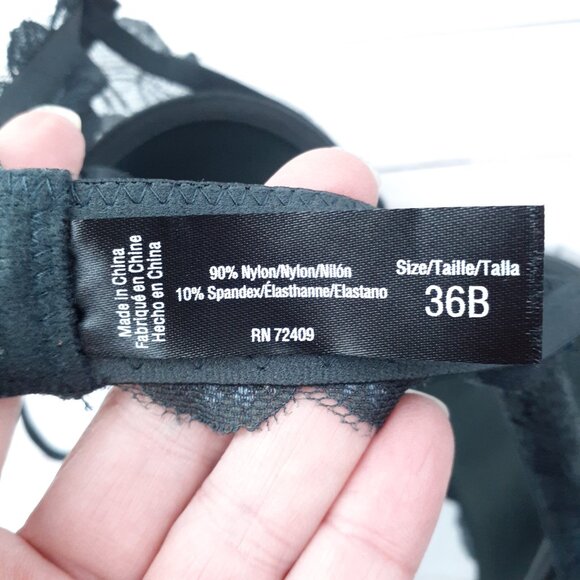 Made in China
Fabriqué en Chine
Hecho en China
90% Nylon/Nylon/Nilón
10% Spandex/Élasthanne/Elastano
RN 72409
Size/Taille/Talla
36B